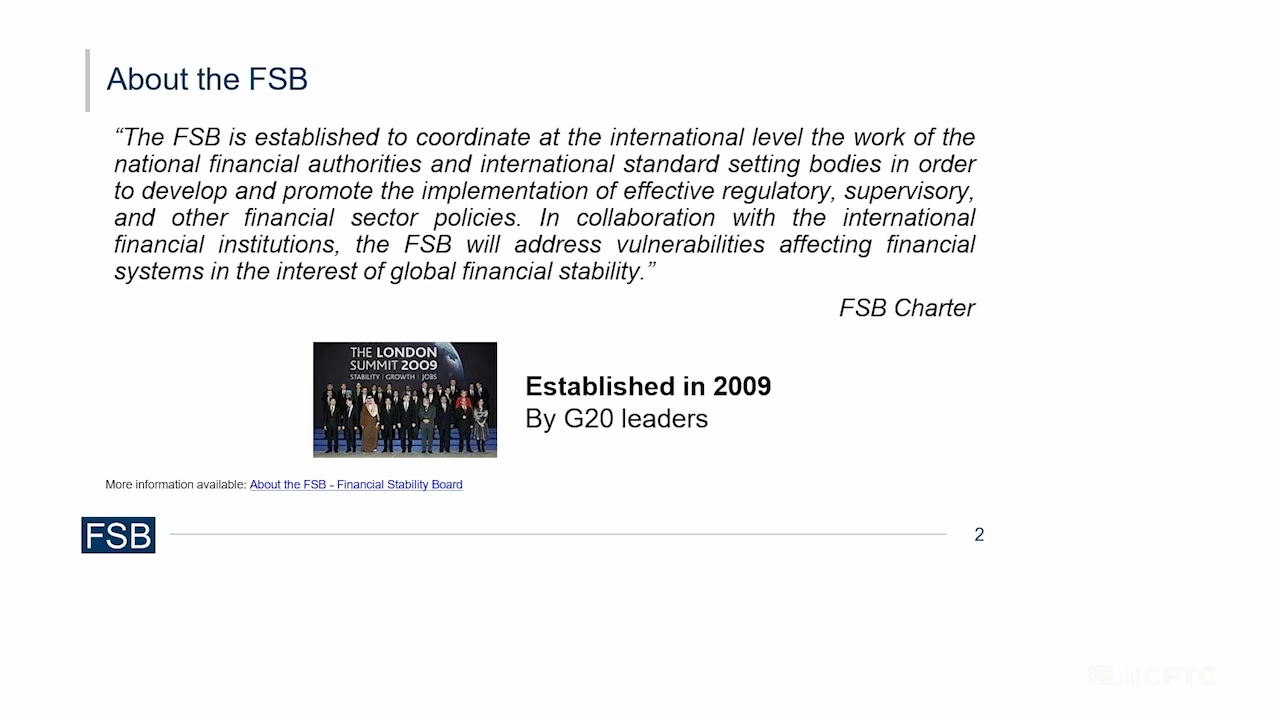 About the FSB
“The FSB is established to coordinate at the international level the work of the
national financial authorities and international standard setting bodies in order
to develop and promote the implementation of effective regulatory, supervisory,
and other financial sector policies. In collaboration with the international
financial institutions, the FSB will address vulnerabilities affecting financial
systems in the interest of global financial stability.”
FSB Charter
THE LONDON
SUMMIT 2009
STABILITY | GROWTH | JOBS
Established in 2009
By G20 leaders
More information available: About the FSB - Financial Stability Board
FSB
2
CFTC